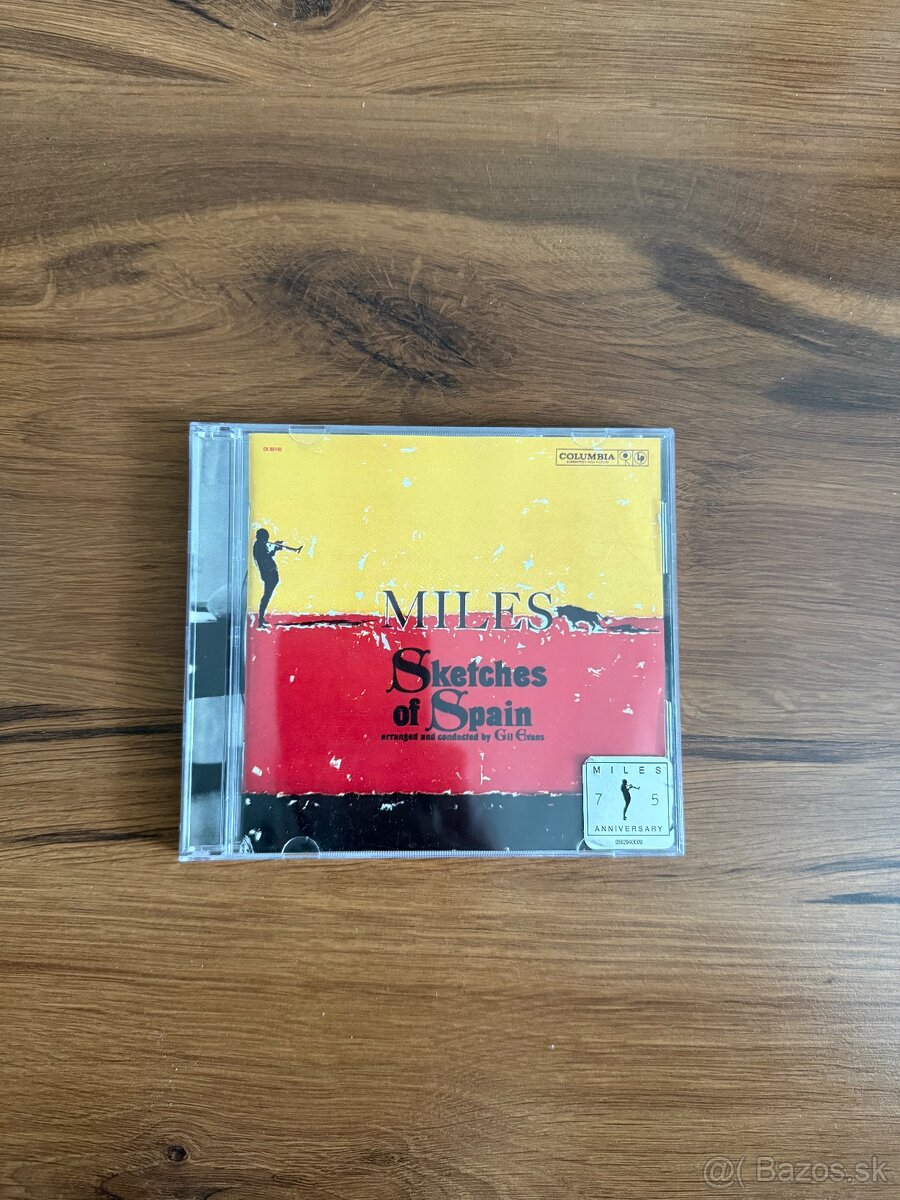 COLUMBIA
MILES
Sketches
of Spain
arranged and conducted by Gil Evans
MILES
7 5
ANNIVERSARY
@( Bazos.sk